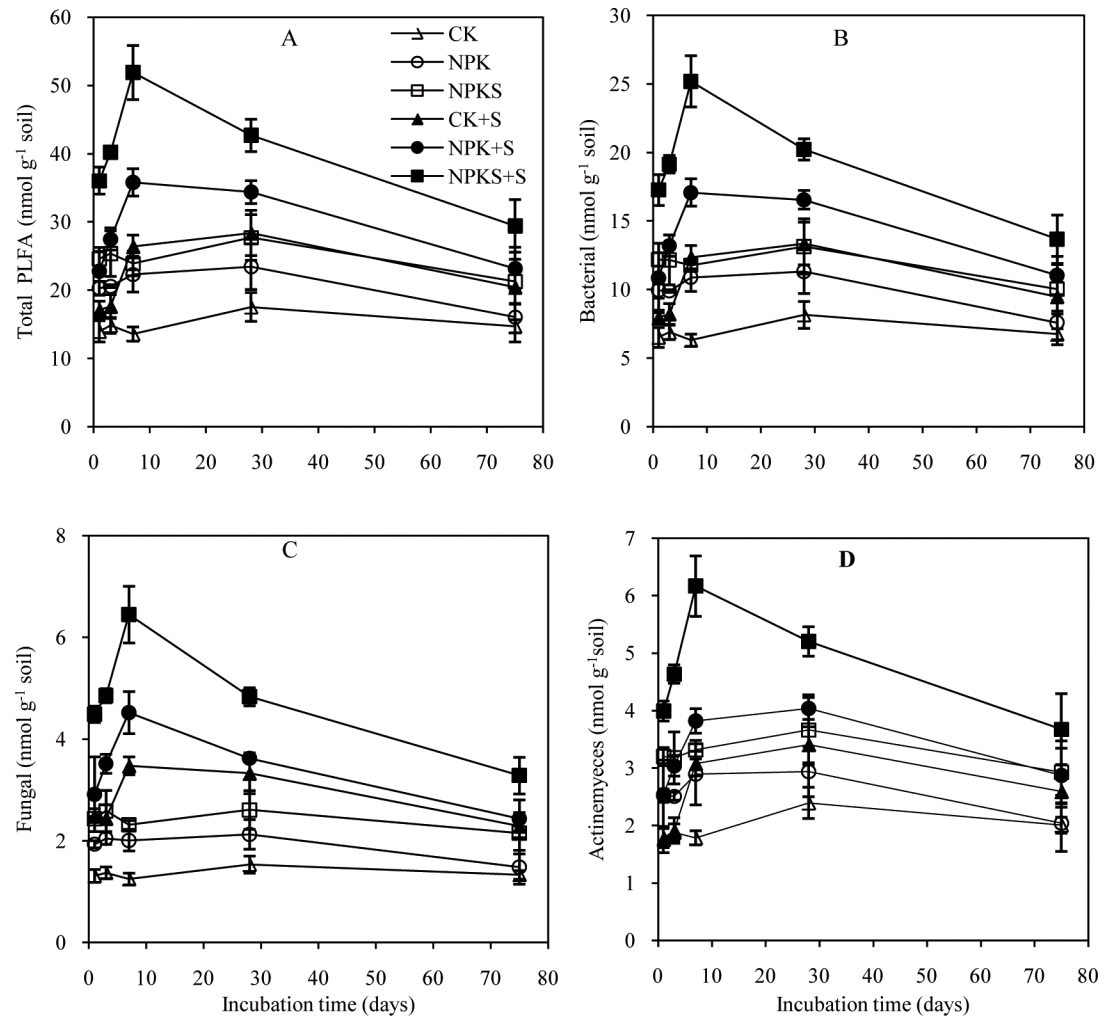 A
60
50
40
30
20
10
0
Total PLFA (nmol g⁻¹ soil)
CK
NPK
NPKS
CK+S
NPK+S
NPKS+S
0 10 20 30 40 50 60 70 80
B
30
25
20
15
10
5
0
Bacterial (nmol g⁻¹ soil)
0 10 20 30 40 50 60 70 80
C
8
6
4
2
0
Fungal (nmol g⁻¹ soil)
0 10 20 30 40 50 60 70 80
Incubation time (days)
D
7
6
5
4
3
2
1
0
Actinemyeces (nmol g⁻¹soil)
0 10 20 30 40 50 60 70 80
Incubation time (days)